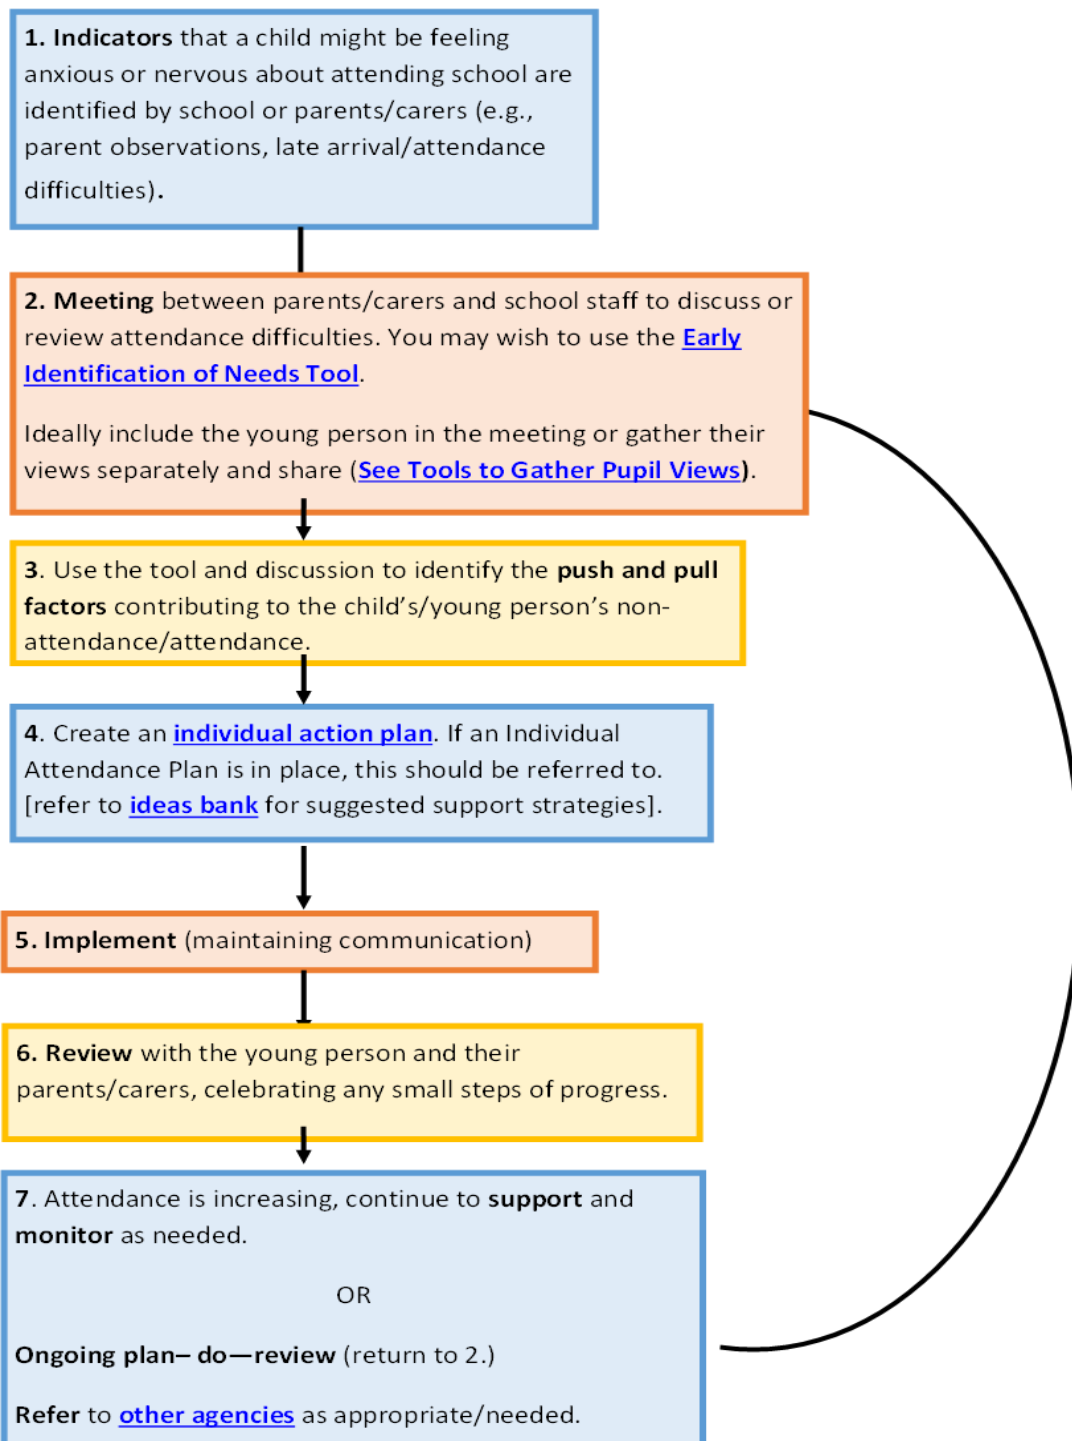 1. Indicators that a child might be feeling
anxious or nervous about attending school are
identified by school or parents/carers (e.g.,
parent observations, late arrival/attendance
difficulties).
2. Meeting between parents/carers and school staff to discuss or
review attendance difficulties. You may wish to use the Early
Identification of Needs Tool.
Ideally include the young person in the meeting or gather their
views separately and share (See Tools to Gather Pupil Views).
3. Use the tool and discussion to identify the push and pull
factors contributing to the child’s/young person’s non-
attendance/attendance.
4. Create an individual action plan. If an Individual
Attendance Plan is in place, this should be referred to.
[refer to ideas bank for suggested support strategies].
5. Implement (maintaining communication)
6. Review with the young person and their
parents/carers, celebrating any small steps of progress.
7. Attendance is increasing, continue to support and
monitor as needed.
OR
Ongoing plan– do—review (return to 2.)
Refer to other agencies as appropriate/needed.